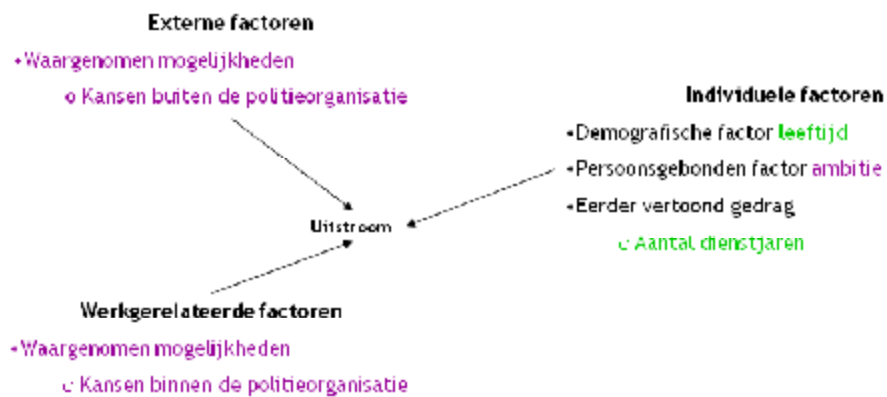 Externe factoren
•Waargenomen mogelijkheden
o Kansen buiten de politieorganisatie
Individuele factoren
•Demografische factor leeftijd
•Persoonsgebonden factor ambitie
•Eerder vertoond gedrag
o Aantal dienstjaren
Uitstroom
Werkgerelateerde factoren
•Waargenomen mogelijkheden
o Kansen binnen de politieorganisatie